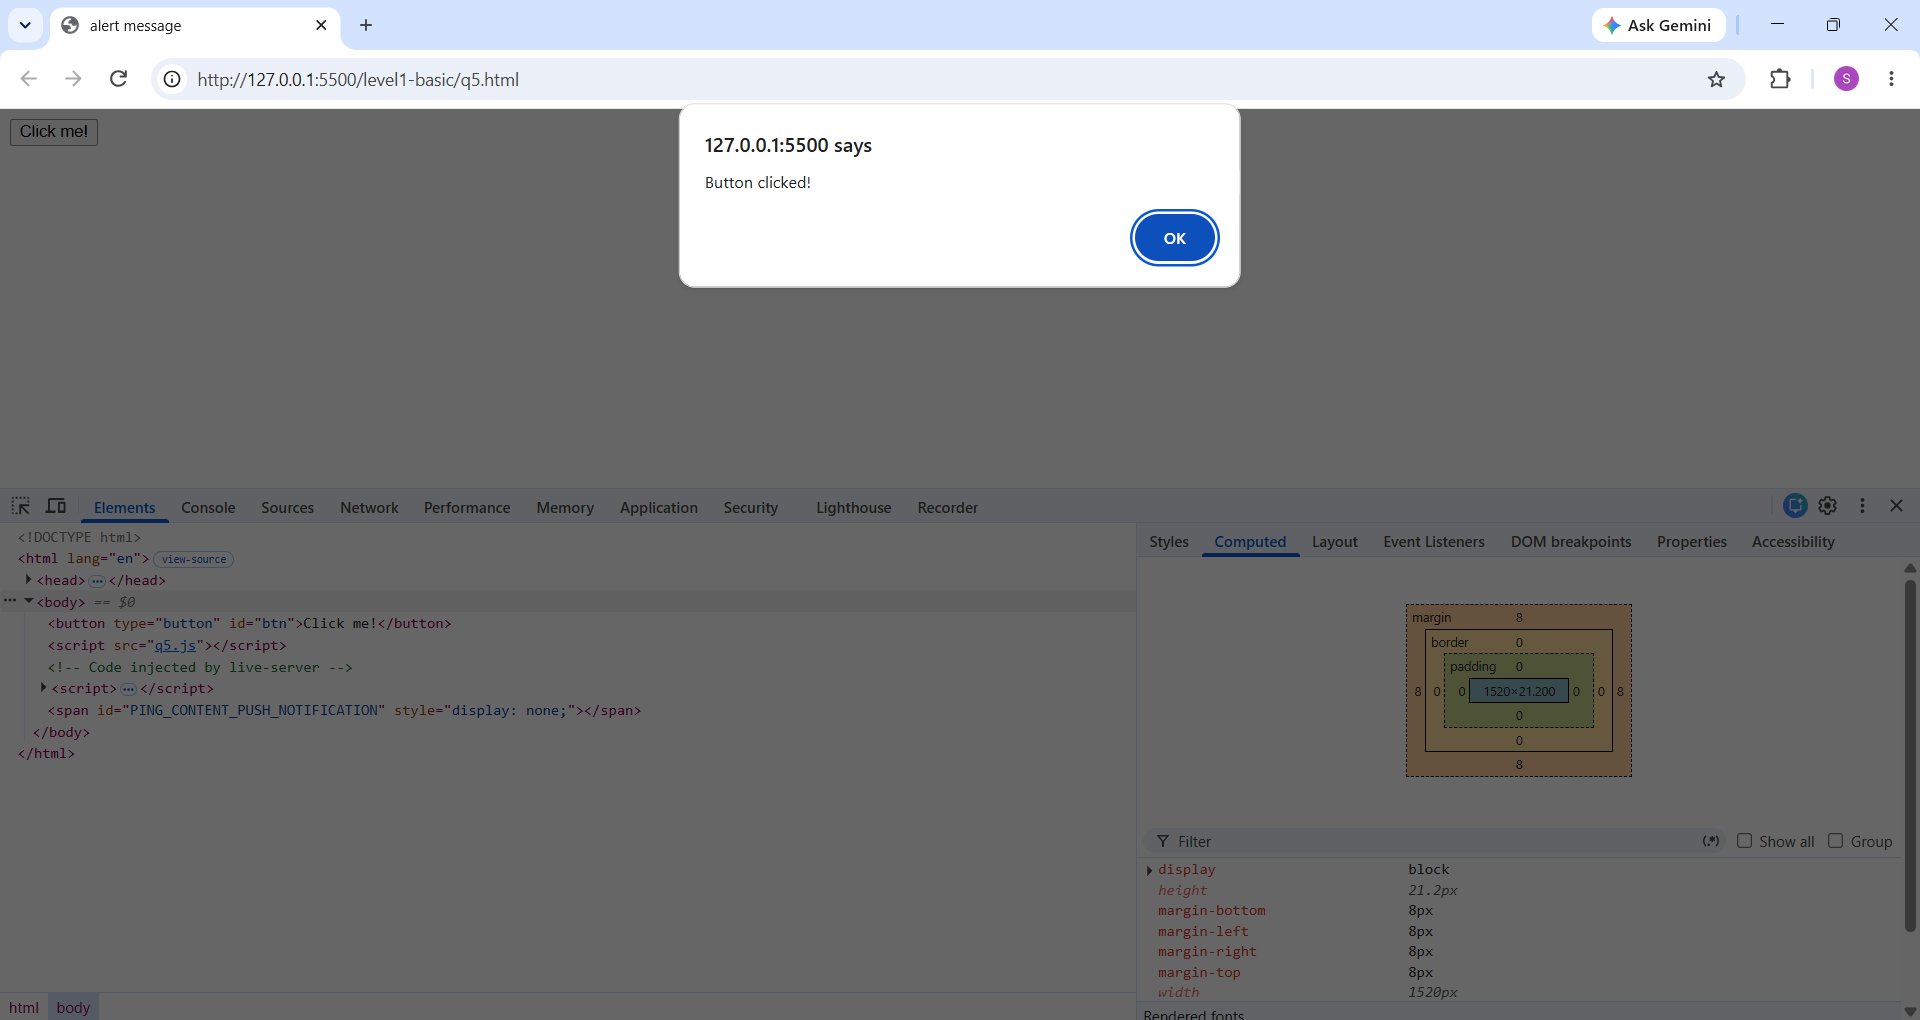 alert message
Ask Gemini
http://127.0.0.1:5500/level1-basic/q5.html
S
Click me!
127.0.0.1:5500 says
Button clicked!
OK
Elements Console Sources Network Performance Memory Application Security Lighthouse Recorder
<!DOCTYPE html>
<html lang="en"> view-source
<head> … </head>
… <body> == $0
<button type="button" id="btn">Click me!</button>
<script src="q5.js"></script>
<!-- Code injected by live-server -->
<script> … </script>
<span id="PING_CONTENT_PUSH_NOTIFICATION" style="display: none;"></span>
</body>
</html>
html body
Styles Computed Layout Event Listeners DOM breakpoints Properties Accessibility
margin 8
border 0
padding 0
8 0 0 1520×21.200 0 0 8
0
0
8
Filter (.*) Show all Group
display block
height 21.2px
margin-bottom 8px
margin-left 8px
margin-right 8px
margin-top 8px
width 1520px
Rendered fonts